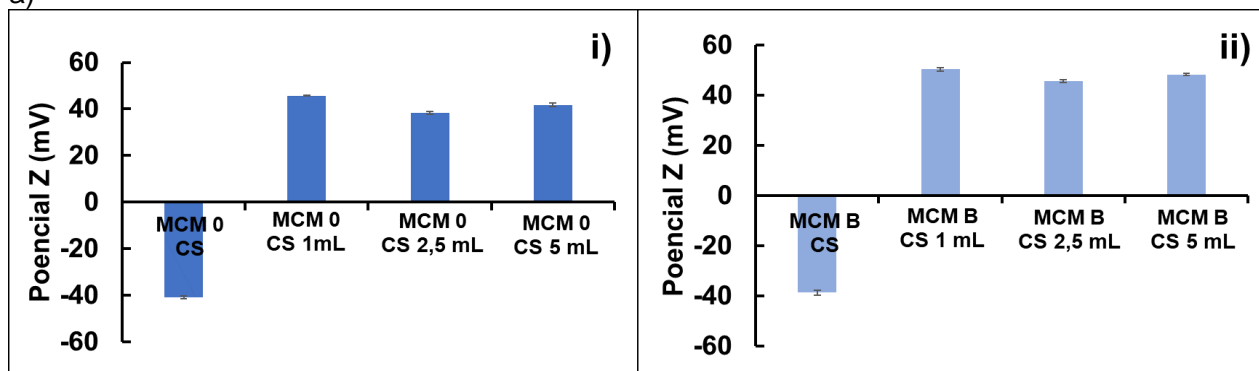 a)
i)
Poencial Z (mV)
60
40
20
0
-20
-40
-60
MCM 0
CS
MCM 0
CS 1mL
MCM 0
CS 2,5 mL
MCM 0
CS 5 mL
ii)
Poencial Z (mV)
60
40
20
0
-20
-40
-60
MCM B
CS
MCM B
CS 1 mL
MCM B
CS 2,5 mL
MCM B
CS 5 mL